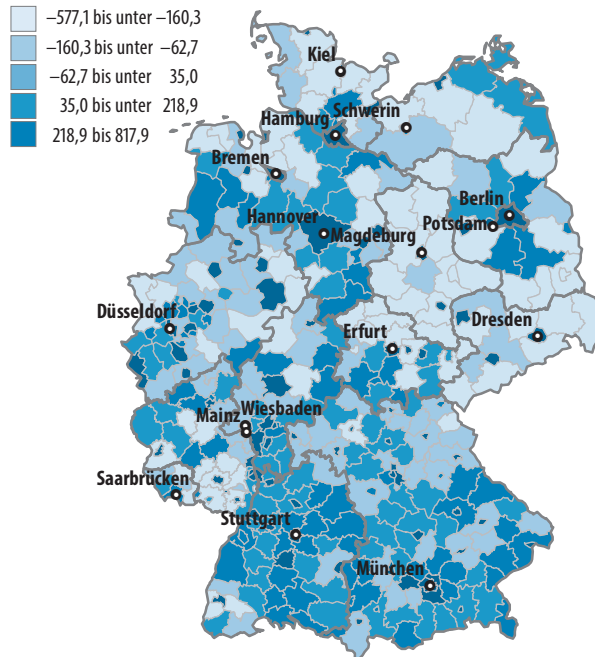 –577,1 bis unter –160,3
–160,3 bis unter –62,7
–62,7 bis unter 35,0
35,0 bis unter 218,9
218,9 bis 817,9
Kiel
Schwerin
Hamburg
Bremen
Berlin
Hannover
Potsdam
Magdeburg
Düsseldorf
Erfurt
Dresden
Wiesbaden
Mainz
Saarbrücken
Stuttgart
München